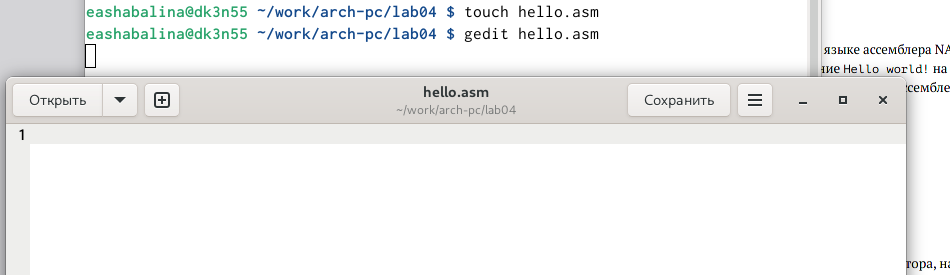 eashabalina@dk3n55 ~/work/arch-pc/lab04 $ touch hello.asm
eashabalina@dk3n55 ~/work/arch-pc/lab04 $ gedit hello.asm
языке ассемблера NA
ние Hello world! на
ссембле
Открыть
hello.asm
~/work/arch-pc/lab04
Сохранить
1
тора, на